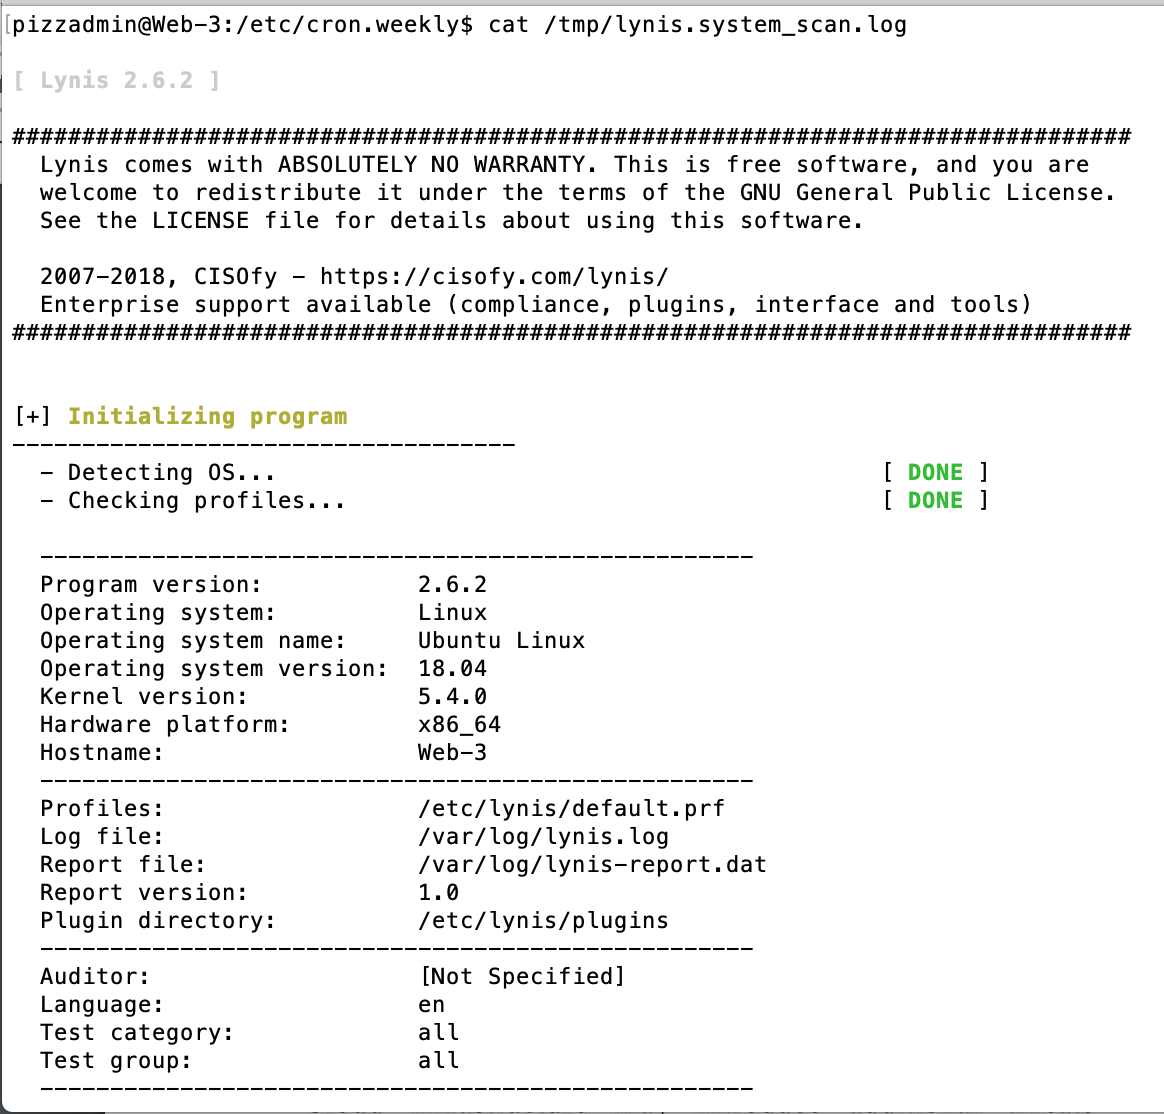 [pizzadmin@Web-3:/etc/cron.weekly$ cat /tmp/lynis.system_scan.log
[ Lynis 2.6.2 ]
################################################################################
Lynis comes with ABSOLUTELY NO WARRANTY. This is free software, and you are
welcome to redistribute it under the terms of the GNU General Public License.
See the LICENSE file for details about using this software.
2007-2018, CISOfy - https://cisofy.com/lynis/
Enterprise support available (compliance, plugins, interface and tools)
################################################################################
[+] Initializing program
------------------------------------
- Detecting OS... [ DONE ]
- Checking profiles... [ DONE ]
---------------------------------------------------
Program version: 2.6.2
Operating system: Linux
Operating system name: Ubuntu Linux
Operating system version: 18.04
Kernel version: 5.4.0
Hardware platform: x86_64
Hostname: Web-3
---------------------------------------------------
Profiles: /etc/lynis/default.prf
Log file: /var/log/lynis.log
Report file: /var/log/lynis-report.dat
Report version: 1.0
Plugin directory: /etc/lynis/plugins
---------------------------------------------------
Auditor: [Not Specified]
Language: en
Test category: all
Test group: all
---------------------------------------------------